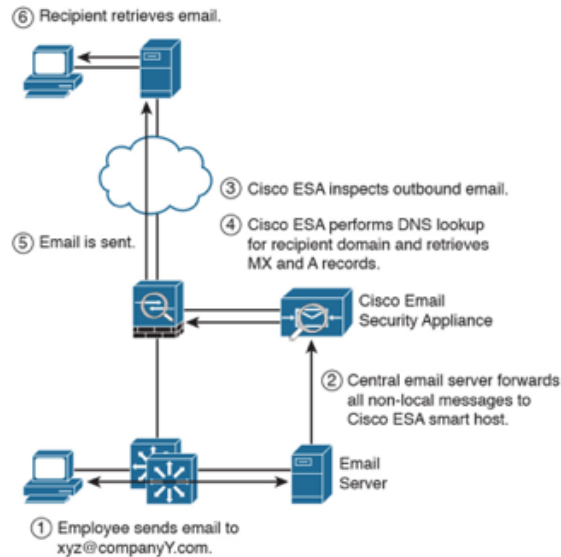 ⑥ Recipient retrieves email.
③ Cisco ESA inspects outbound email.
④ Cisco ESA performs DNS lookup
for recipient domain and retrieves
MX and A records.
⑤ Email is sent.
Cisco Email
Security Appliance
② Central email server forwards
all non-local messages to
Cisco ESA smart host.
Email
Server
① Employee sends email to
xyz@companyY.com.